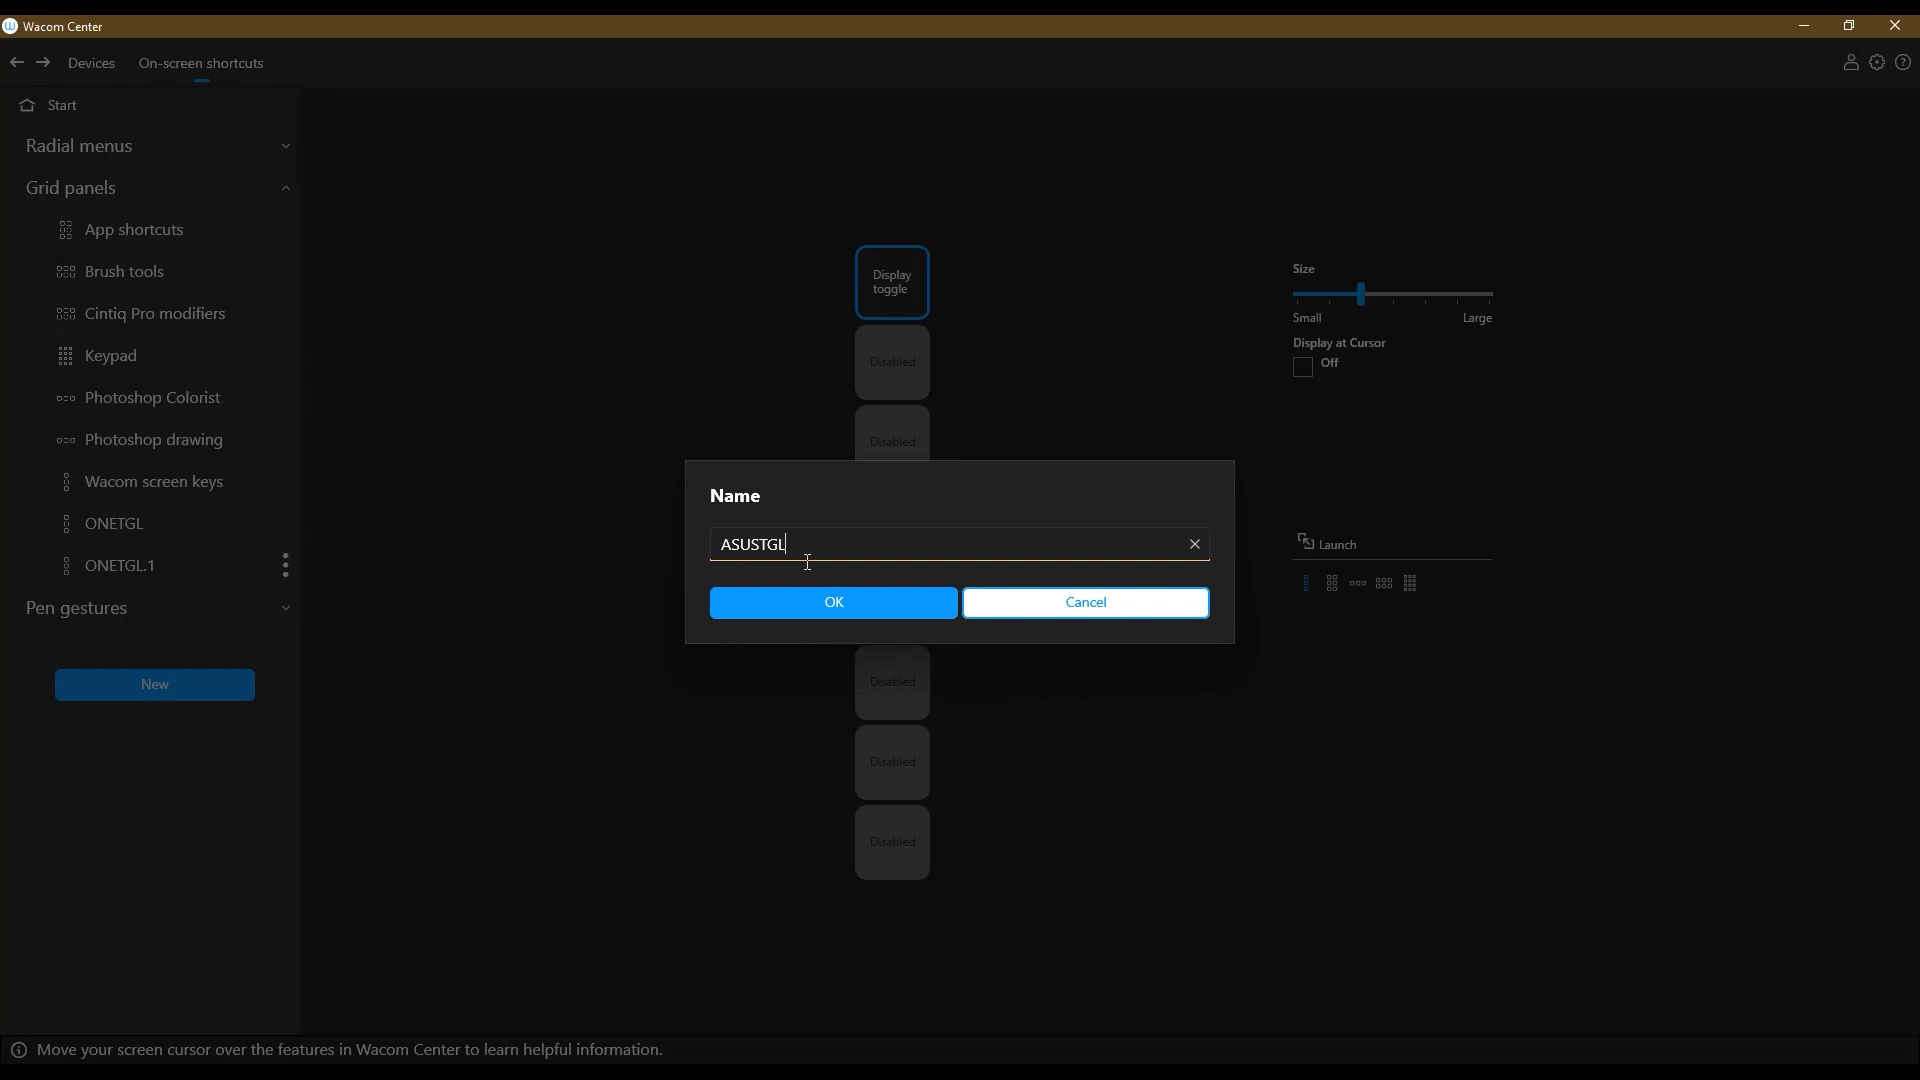 Wacom Center
Devices
On-screen shortcuts
Start
Radial menus
Grid panels
App shortcuts
Brush tools
Cintiq Pro modifiers
Keypad
Photoshop Colorist
Photoshop drawing
Wacom screen keys
ONETGL
ONETGL.1
Pen gestures
New
Display
toggle
Disabled
Disabled
Name
ASUSTGL
OK
Cancel
Disabled
Disabled
Disabled
Size
Small
Large
Display at Cursor
Off
Launch
Move your screen cursor over the features in Wacom Center to learn helpful information.